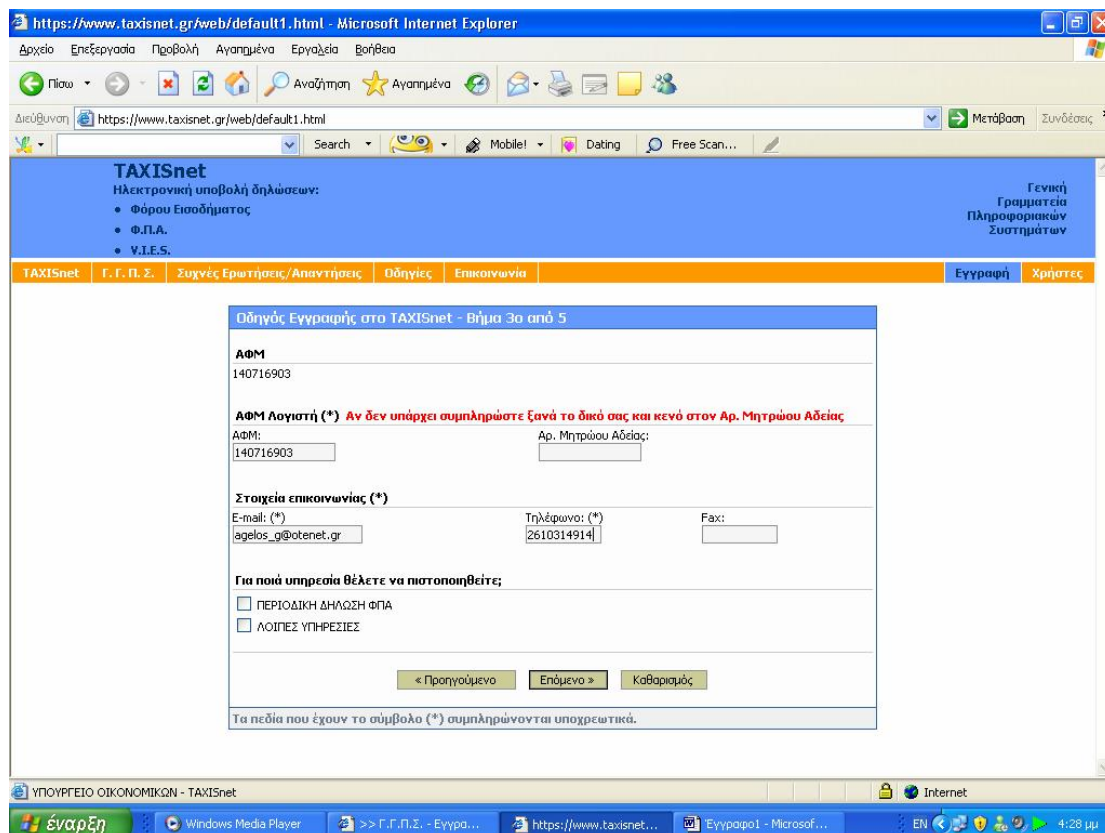 https://www.taxisnet.gr/web/default1.html - Microsoft Internet Explorer
Αρχείο Επεξεργασία Προβολή Αγαπημένα Εργαλεία Βοήθεια
Πίσω Αναζήτηση Αγαπημένα
Διεύθυνση https://www.taxisnet.gr/web/default1.html Μετάβαση Συνδέσεις »
Search Mobile! Dating Free Scan...
TAXISnet
Ηλεκτρονική υποβολή δηλώσεων:
• Φόρου Εισοδήματος
• Φ.Π.Α.
• V.I.E.S.
Γενική
Γραμματεία
Πληροφοριακών
Συστημάτων
TAXISnet Γ. Γ. Π. Σ. Συχνές Ερωτήσεις/Απαντήσεις Οδηγίες Επικοινωνία Εγγραφή Χρήστες
Οδηγός Εγγραφής στο TAXISnet - Βήμα 3ο από 5
ΑΦΜ
140716903
ΑΦΜ Λογιστή (*) Αν δεν υπάρχει συμπληρώστε ξανά το δικό σας και κενό στον Αρ. Μητρώου Αδείας
ΑΦΜ: Αρ. Μητρώου Αδείας:
140716903
Στοιχεία επικοινωνίας (*)
E-mail: (*) Τηλέφωνο: (*) Fax:
agelos_g@otenet.gr 2610314914
Για ποιά υπηρεσία θέλετε να πιστοποιηθείτε;
ΠΕΡΙΟΔΙΚΗ ΔΗΛΩΣΗ ΦΠΑ
ΛΟΙΠΕΣ ΥΠΗΡΕΣΙΕΣ
« Προηγούμενο Επόμενο » Καθαρισμός
Τα πεδία που έχουν το σύμβολο (*) συμπληρώνονται υποχρεωτικά.
ΥΠΟΥΡΓΕΙΟ ΟΙΚΟΝΟΜΙΚΩΝ - TAXISnet Internet
έναρξη Windows Media Player >> Γ.Γ.Π.Σ. - Εγγρα... https://www.taxisnet... Έγγραφο1 - Microsof... EN 4:28 μμ